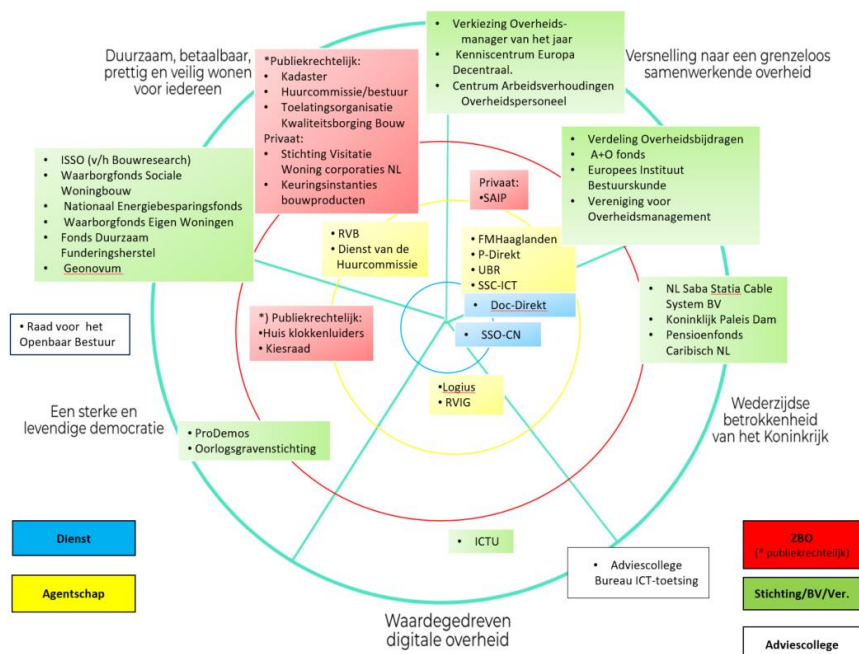 Duurzaam, betaalbaar,
prettig en veilig wonen
voor iedereen
*Publiekrechtelijk:
• Kadaster
• Huurcommissie/bestuur
• Toelatingsorganisatie
Kwaliteitsborging Bouw
Privaat:
• Stichting Visitatie
Woning corporaties NL
• Keuringsinstanties
bouwproducten
• Verkiezing Overheids-
manager van het jaar
• Kenniscentrum Europa
Decentraal.
• Centrum Arbeidsverhoudingen
Overheidspersoneel
Versnelling naar een grenzeloos
samenwerkende overheid
• ISSO (v/h Bouwresearch)
• Waarborgfonds Sociale
Woningbouw
• Nationaal Energiebesparingsfonds
• Waarborgfonds Eigen Woningen
• Fonds Duurzaam
Funderingsherstel
• Geonovum
• Verdeling Overheidsbijdragen
• A+O fonds
• Europees Instituut
Bestuurskunde
• Vereniging voor
Overheidsmanagement
Privaat:
•SAIP
• RVB
• Dienst van de
Huurcommissie
• FMHaaglanden
• P-Direkt
• UBR
• SSC-ICT
• Doc-Direkt
• SSO-CN
• NL Saba Statia Cable
System BV
• Koninklijk Paleis Dam
• Pensioenfonds
Caribisch NL
• Raad voor het
Openbaar Bestuur
*) Publiekrechtelijk:
•Huis klokkenluiders
• Kiesraad
•Logius
• RVIG
Een sterke en
levendige democratie
• ProDemos
• Oorlogsgravenstichting
Wederzijdse
betrokkenheid
van het Koninkrijk
• ICTU
• Adviescollege
Bureau ICT-toetsing
Waardegedreven
digitale overheid
Dienst
Agentschap
ZBO
(* publiekrechtelijk)
Stichting/BV/Ver.
Adviescollege